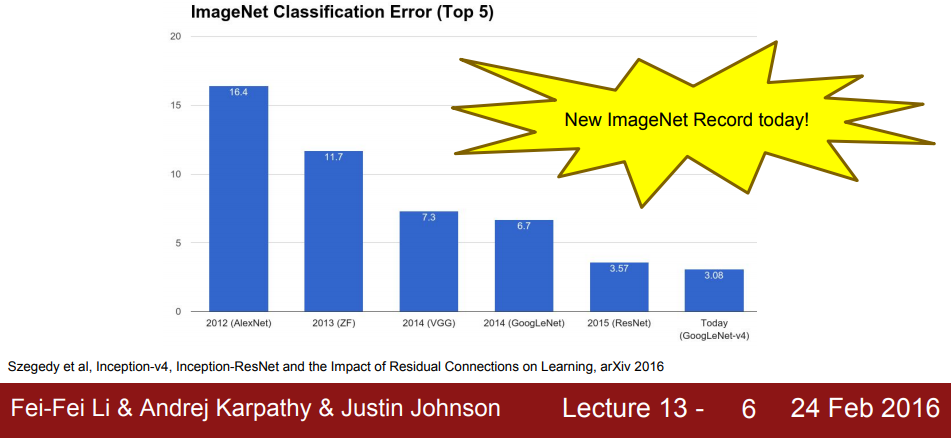 ImageNet Classification Error (Top 5)
20
15
10
5
0
16.4
11.7
7.3
6.7
3.57
3.08
2012 (AlexNet)
2013 (ZF)
2014 (VGG)
2014 (GoogLeNet)
2015 (ResNet)
Today
(GoogLeNet-v4)
New ImageNet Record today!
Szegedy et al, Inception-v4, Inception-ResNet and the Impact of Residual Connections on Learning, arXiv 2016
Fei-Fei Li & Andrej Karpathy & Justin Johnson Lecture 13 - 6 24 Feb 2016